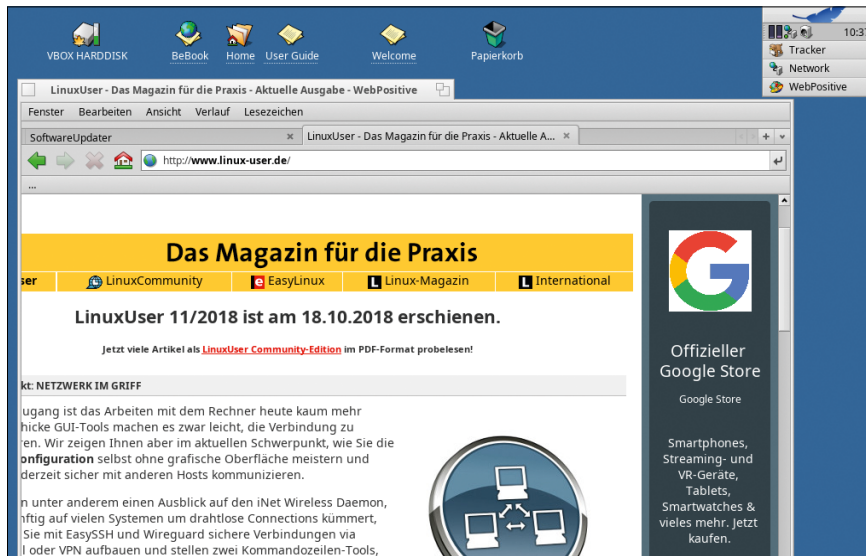 VBOX HARDDISK
BeBook
Home
User Guide
Welcome
Papierkorb
Tracker
Network
WebPositive
LinuxUser - Das Magazin für die Praxis - Aktuelle Ausgabe - WebPositive
Fenster Bearbeiten Ansicht Verlauf Lesezeichen
SoftwareUpdater
LinuxUser - Das Magazin für die Praxis - Aktuelle A...
http://www.linux-user.de/
...
Das Magazin für die Praxis
LinuxCommunity
EasyLinux
Linux-Magazin
International
LinuxUser 11/2018 ist am 18.10.2018 erschienen.
Jetzt viele Artikel als LinuxUser Community-Edition im PDF-Format probelesen!
kt: NETZWERK IM GRIFF
ugang ist das Arbeiten mit dem Rechner heute kaum mehr
hicke GUI-Tools machen es zwar leicht, die Verbindung zu
ren. Wir zeigen Ihnen aber im aktuellen Schwerpunkt, wie Sie die
onfiguration selbst ohne grafische Oberfläche meistern und
derzeit sicher mit anderen Hosts kommunizieren.
n unter anderem einen Ausblick auf den iNet Wireless Daemon,
nftig auf vielen Systemen um drahtlose Connections kümmert,
Sie mit EasySSH und Wireguard sichere Verbindungen via
l oder VPN aufbauen und stellen zwei Kommandozeilen-Tools,
Offizieller
Google Store
Google Store
Smartphones,
Streaming- und
VR-Geräte,
Tablets,
Smartwatches &
vieles mehr. Jetzt
kaufen.